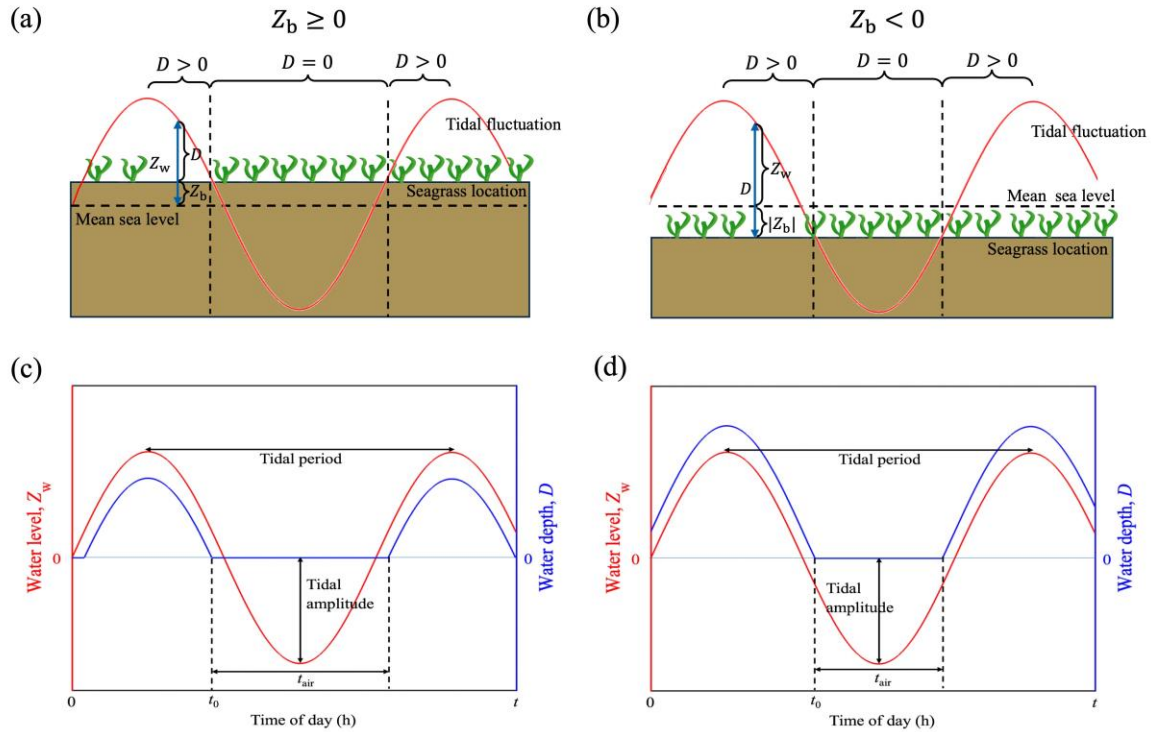 (a)
Z_b ≥ 0
D > 0
D = 0
D > 0
Tidal fluctuation
Z_w
D
Z_b
Seagrass location
Mean sea level
(b)
Z_b < 0
D > 0
D = 0
D > 0
Tidal fluctuation
Z_w
D
Mean sea level
|Z_b|
Seagrass location
(c)
Tidal period
Water level, Z_w
0
Tidal
amplitude
0
Water depth, D
t_air
0
t_0
t
Time of day (h)
(d)
Tidal period
Water level, Z_w
0
Tidal
amplitude
0
Water depth, D
t_air
0
t_0
t
Time of day (h)